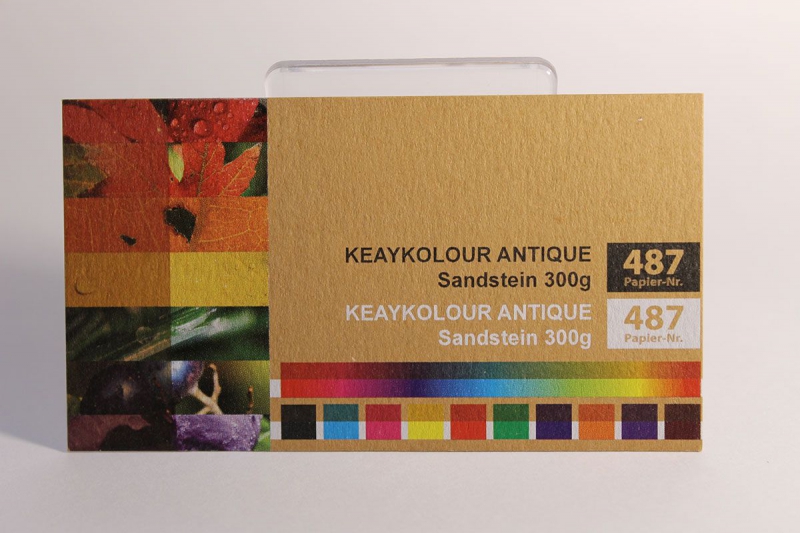 KEAYKOLOUR ANTIQUE
Sandstein 300g
487
Papier-Nr.
KEAYKOLOUR ANTIQUE
Sandstein 300g
487
Papier-Nr.